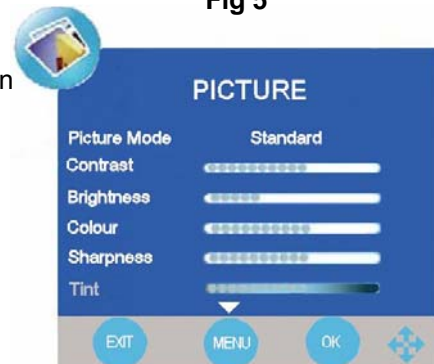 Fig 5
n
PICTURE
Picture Mode Standard
Contrast
Brightness
Colour
Sharpness
Tint
EXIT MENU OK